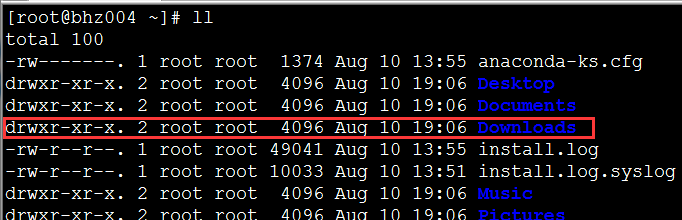 [root@bhz004 ~]# ll
total 100
-rw-------. 1 root root  1374 Aug 10 13:55 anaconda-ks.cfg
drwxr-xr-x. 2 root root  4096 Aug 10 19:06 Desktop
drwxr-xr-x. 2 root root  4096 Aug 10 19:06 Documents
drwxr-xr-x. 2 root root  4096 Aug 10 19:06 Downloads
-rw-r--r--. 1 root root 49041 Aug 10 13:55 install.log
-rw-r--r--. 1 root root 10033 Aug 10 13:51 install.log.syslog
drwxr-xr-x. 2 root root  4096 Aug 10 19:06 Music
drwxr-xr-x. 2 root root  4096 Aug 10 19:06 Pictures